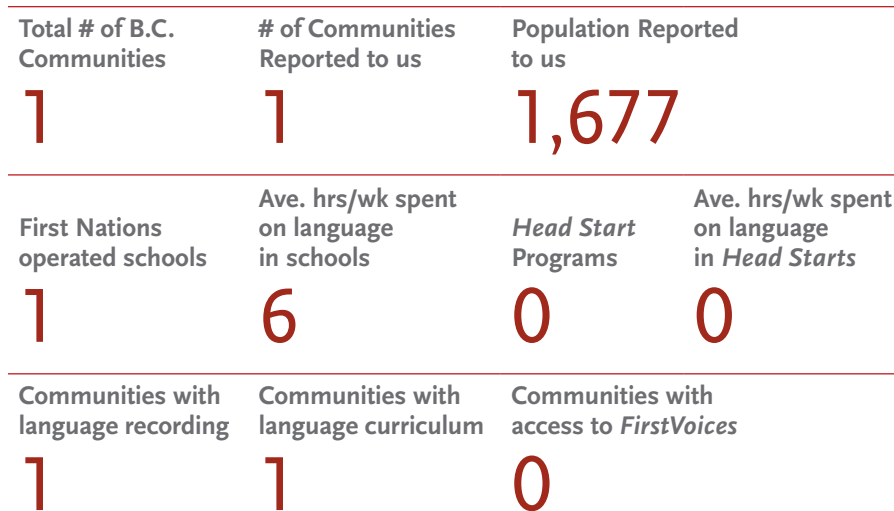 Total # of B.C.
Communities
1
# of Communities
Reported to us
1
Population Reported
to us
1,677
First Nations
operated schools
1
Ave. hrs/wk spent
on language
in schools
6
Head Start
Programs
0
Ave. hrs/wk spent
on language
in Head Starts
0
Communities with
language recording
1
Communities with
language curriculum
1
Communities with
access to FirstVoices
0